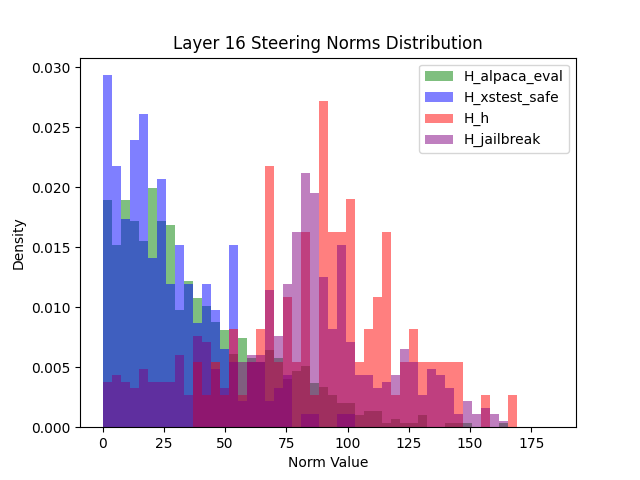 Layer 16 Steering Norms Distribution
H_alpaca_eval
H_xstest_safe
H_h
H_jailbreak
Density
0.030
0.025
0.020
0.015
0.010
0.005
0.000
0 25 50 75 100 125 150 175
Norm Value